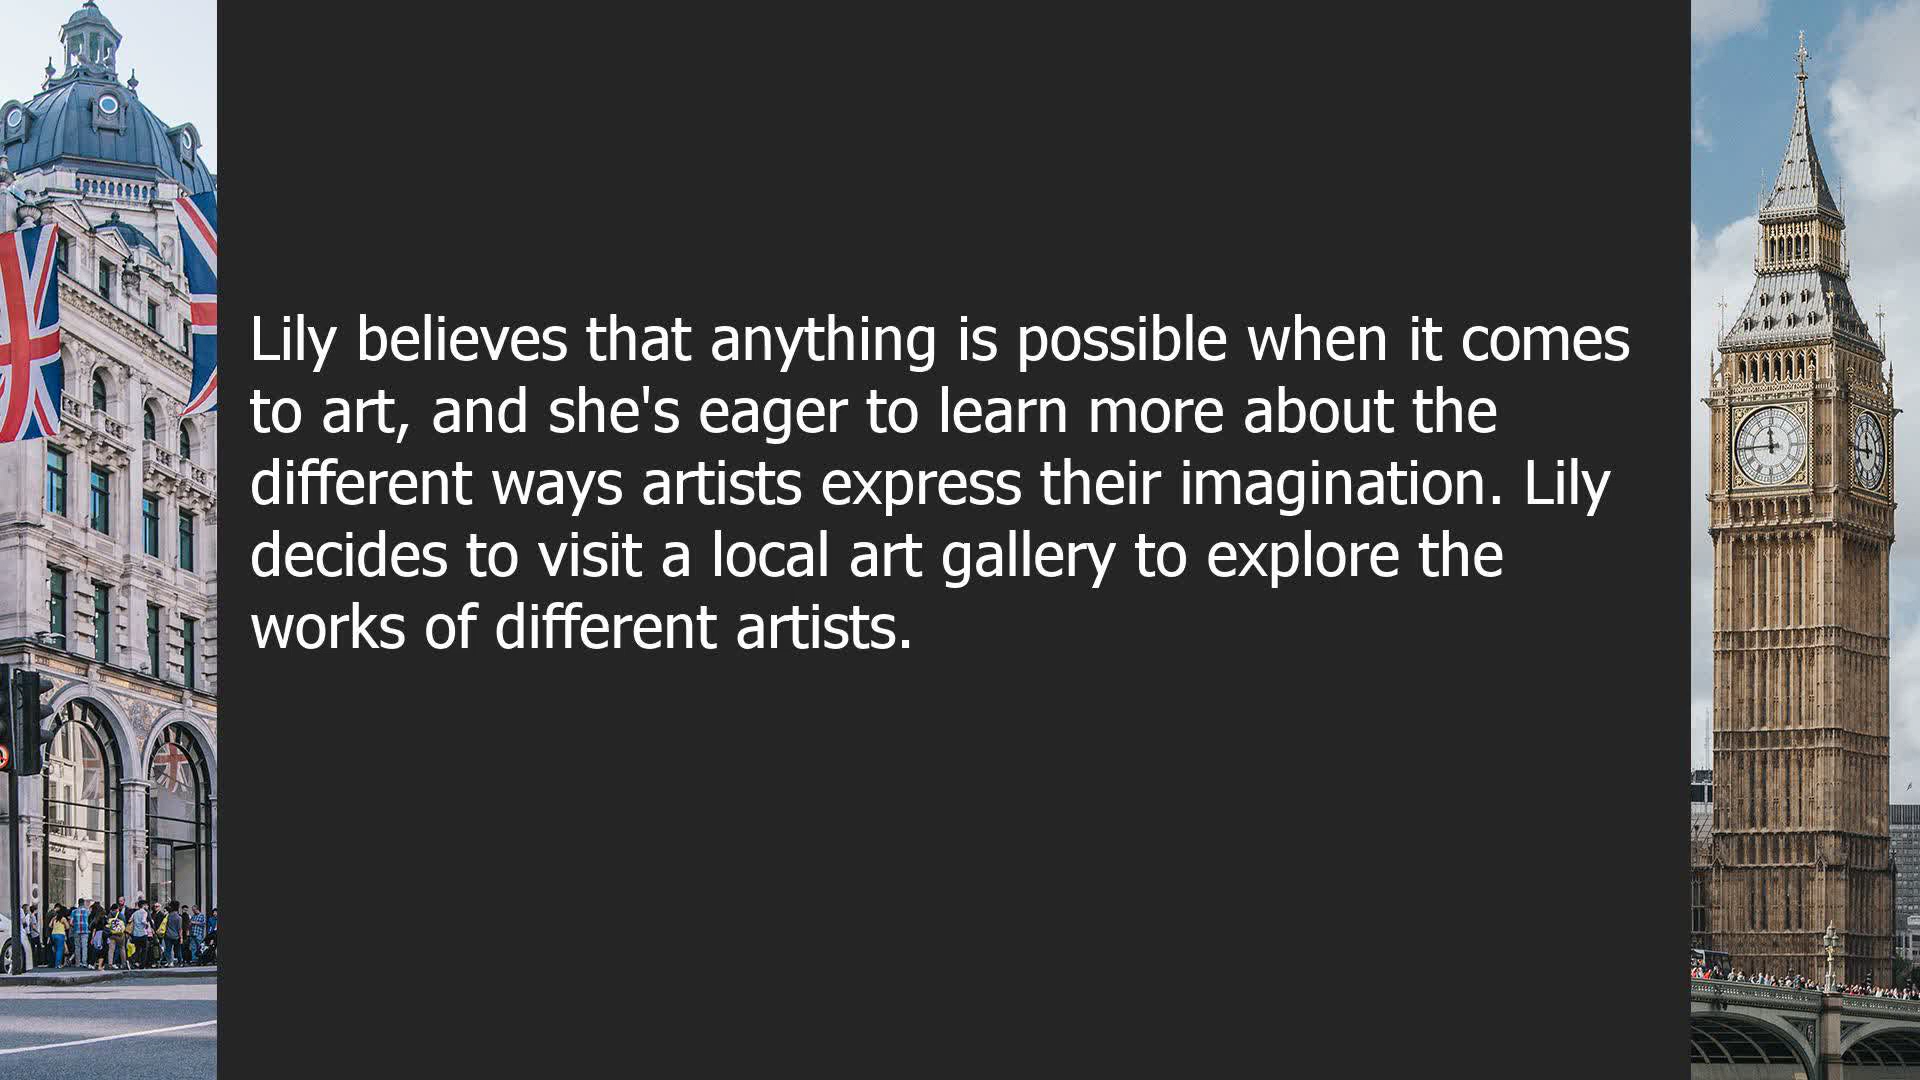 Lily believes that anything is possible when it comes
to art, and she's eager to learn more about the
different ways artists express their imagination. Lily
decides to visit a local art gallery to explore the
works of different artists.